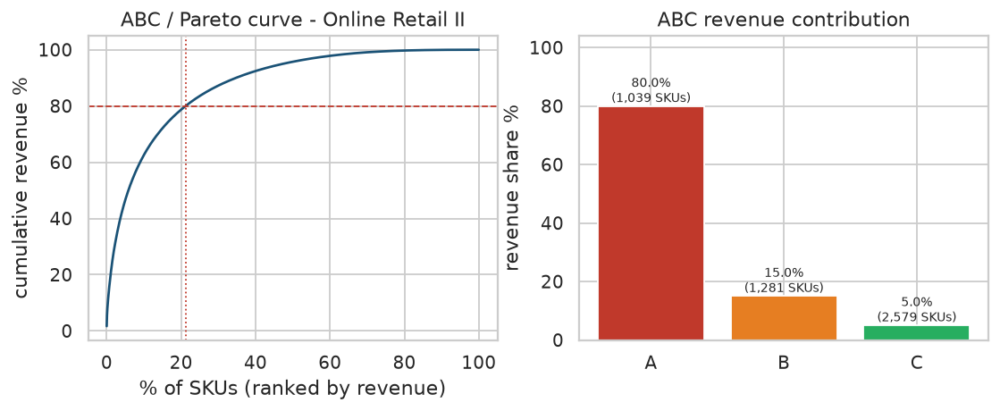 ABC / Pareto curve - Online Retail II
cumulative revenue %
100
80
60
40
20
0
0 20 40 60 80 100
% of SKUs (ranked by revenue)
ABC revenue contribution
revenue share %
100
80
60
40
20
0
80.0%
(1,039 SKUs)
15.0%
(1,281 SKUs)
5.0%
(2,579 SKUs)
A B C